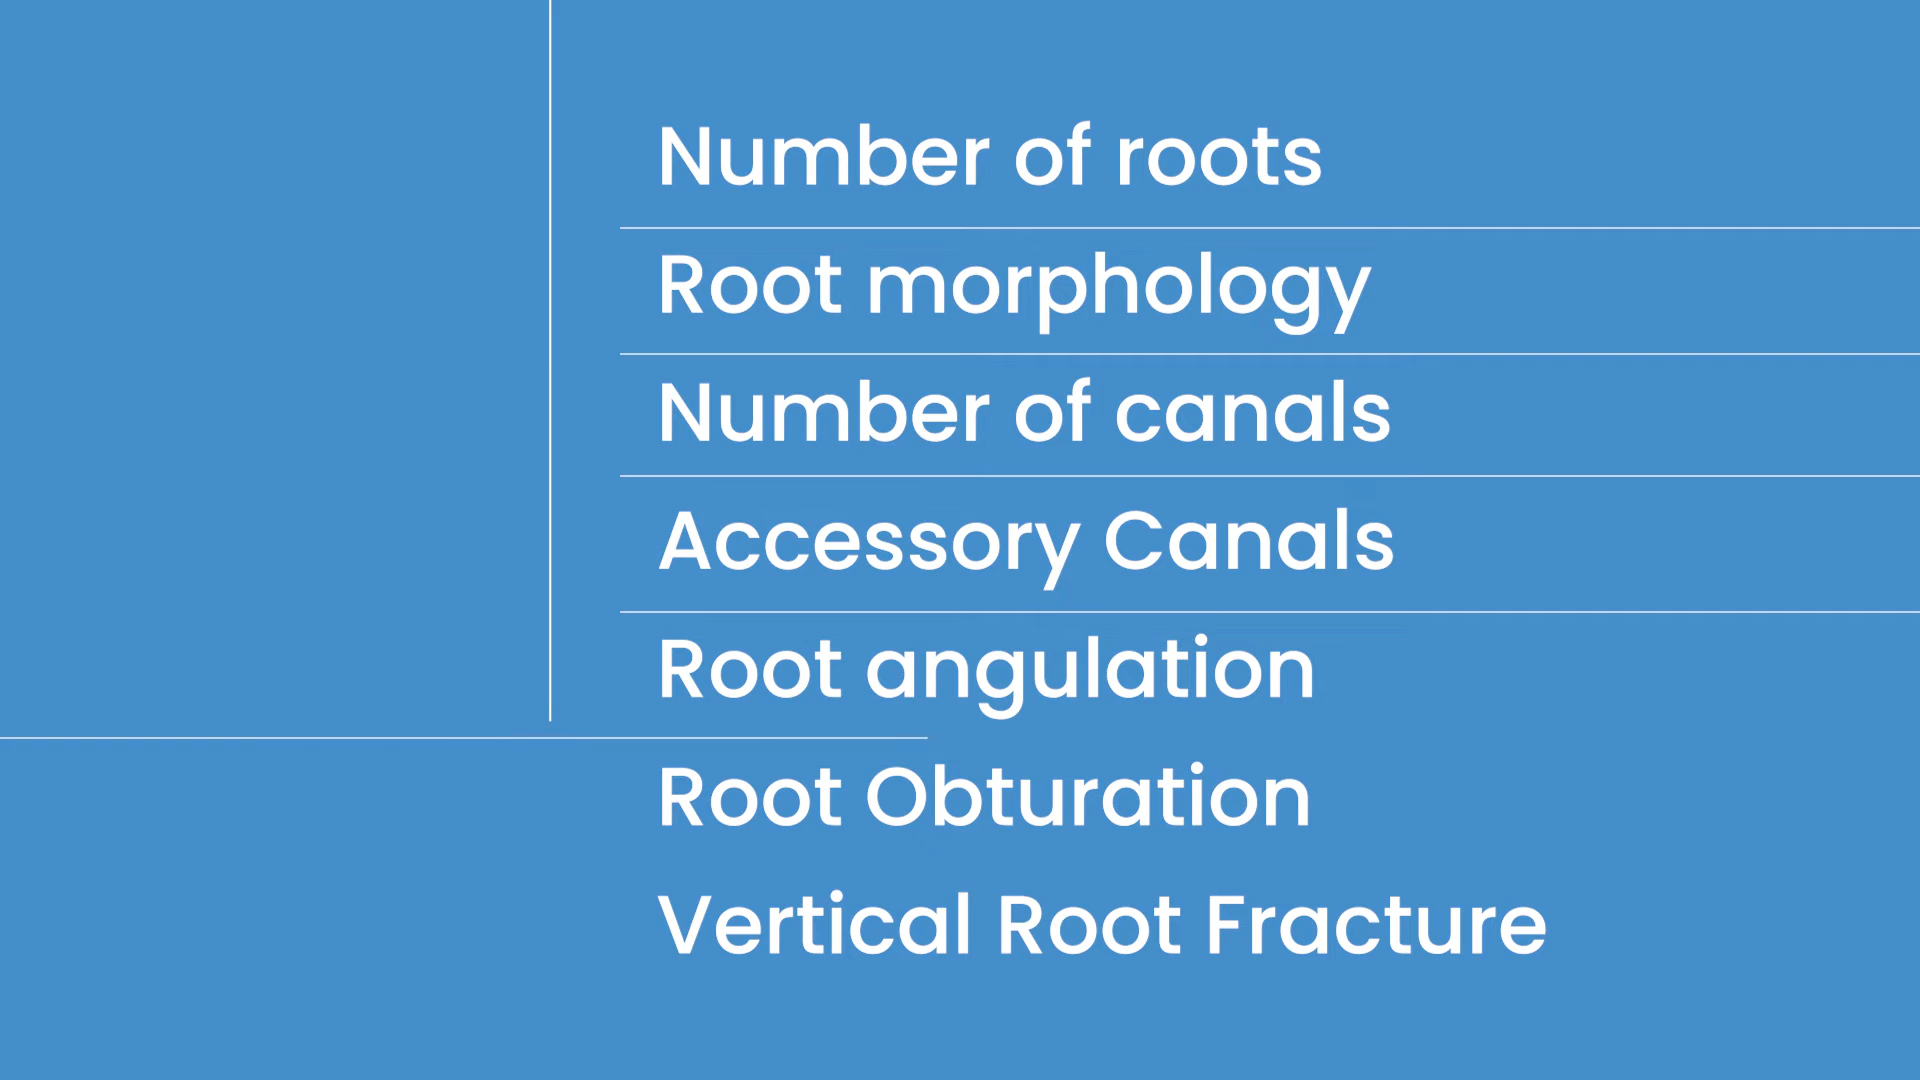 Number of roots
Root morphology
Number of canals
Accessory Canals
Root angulation
Root Obturation
Vertical Root Fracture